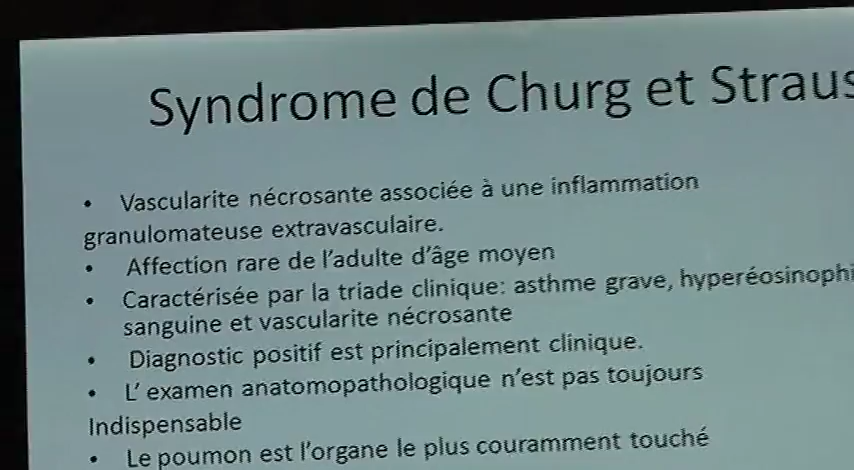 Syndrome de Churg et Straus
• Vascularite nécrosante associée à une inflammation
granulomateuse extravasculaire.
• Affection rare de l'adulte d'âge moyen
• Caractérisée par la triade clinique: asthme grave, hyperéosinophi
sanguine et vascularite nécrosante
• Diagnostic positif est principalement clinique.
• L' examen anatomopathologique n'est pas toujours
Indispensable
• Le poumon est l'organe le plus couramment touché